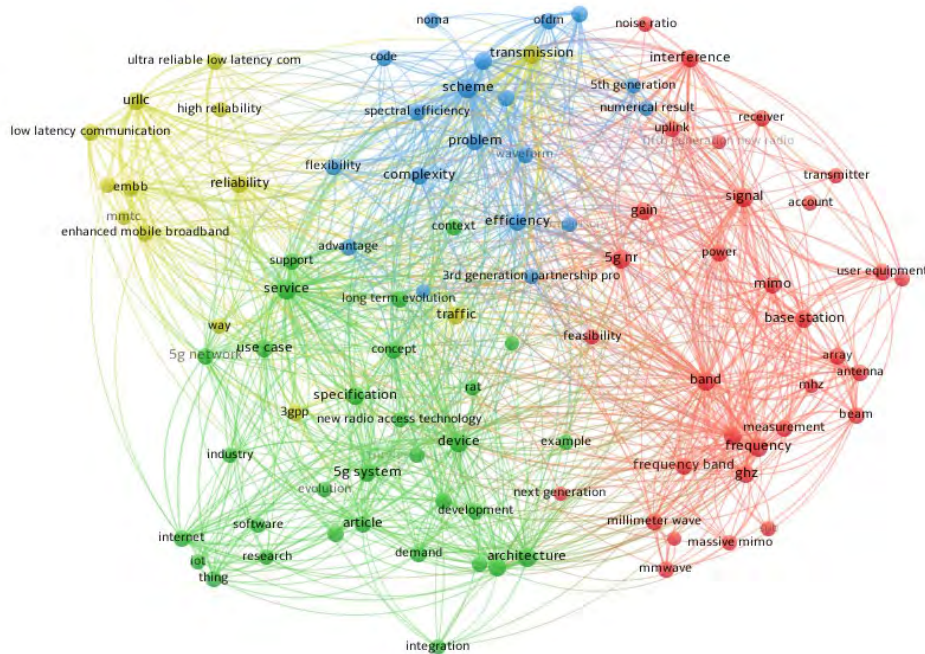 noma
ofdm
noise ratio
transmission
interference
code
ultra reliable low latency com
scheme
5th generation
urllc
high reliability
spectral efficiency
numerical result
receiver
uplink
low latency communication
problem
fifth generation new radio
waveform
flexibility
complexity
transmitter
embb
reliability
signal
account
mmtc
gain
enhanced mobile broadband
context
efficiency
advantage
power
5g nr
support
3rd generation partnership pro
user equipment
service
mimo
long term evolution
traffic
base station
way
feasibility
5g network
use case
concept
array
antenna
band
mhz
specification
rat
3gpp
new radio access technology
beam
measurement
device
example
frequency
industry
5g system
frequency band
ghz
evolution
next generation
development
software
article
millimeter wave
internet
massive mimo
research
demand
architecture
iot
thing
mmwave
integration